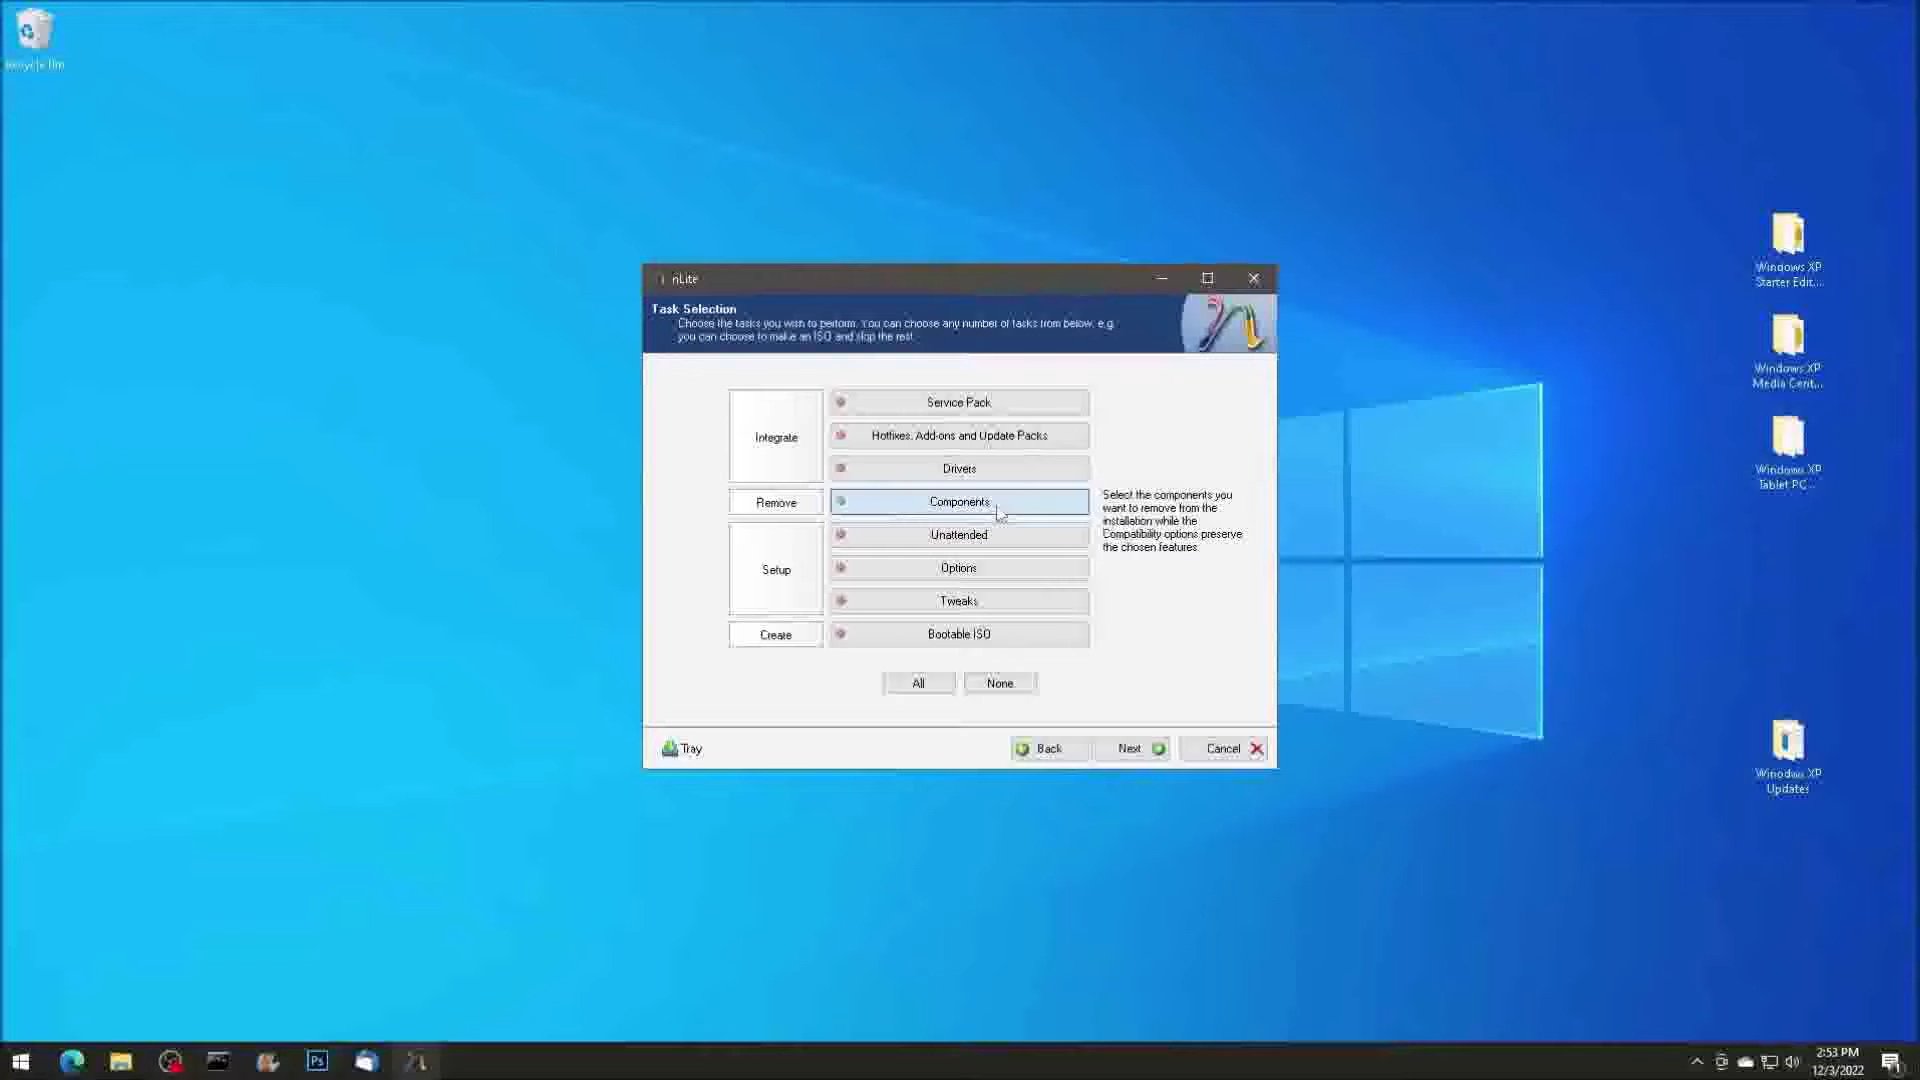 Recycle Bin
nLite
Task Selection
Choose the tasks you wish to perform. You can choose any number of tasks from below, e.g.
you can choose to make an ISO and skip the rest.
Integrate
Service Pack
Hotfixes, Add-ons and Update Packs
Drivers
Remove
Components
Select the components you
want to remove from the
installation while the
Compatibility options preserve
the chosen features.
Setup
Unattended
Options
Tweaks
Create
Bootable ISO
All
None
Tray
Back
Next
Cancel
Windows XP
Starter Edit...
Windows XP
Media Cent...
Windows XP
Tablet PC ...
Winodws XP
Updates
Ps
2:53 PM
12/3/2022